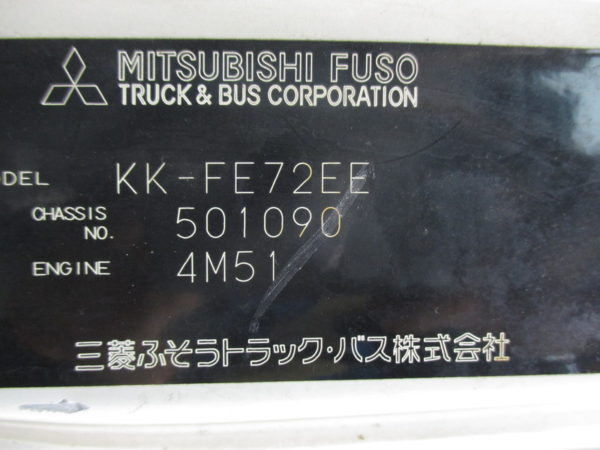 MITSUBISHI FUSO
TRUCK & BUS CORPORATION
ODEL KK-FE72EE
CHASSIS NO. 501090
ENGINE 4M51
三菱ふそうトラック・バス株式会社